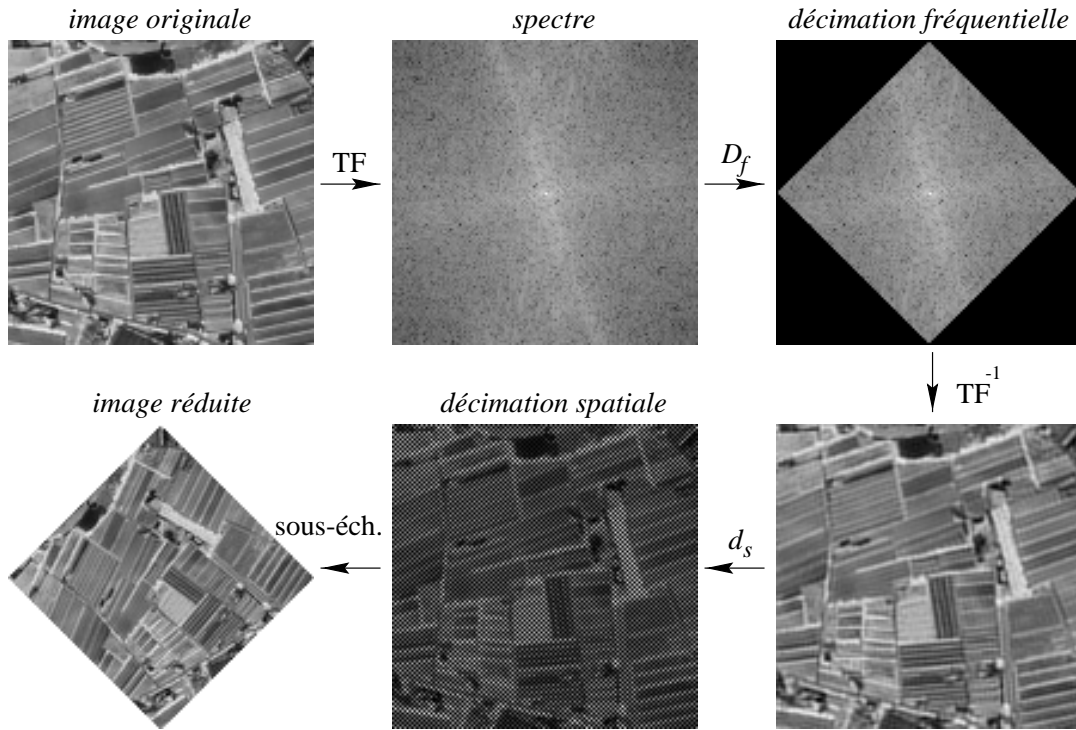 image originale
spectre
décimation fréquentielle
TF
D_f
TF^-1
image réduite
décimation spatiale
sous-éch.
d_s